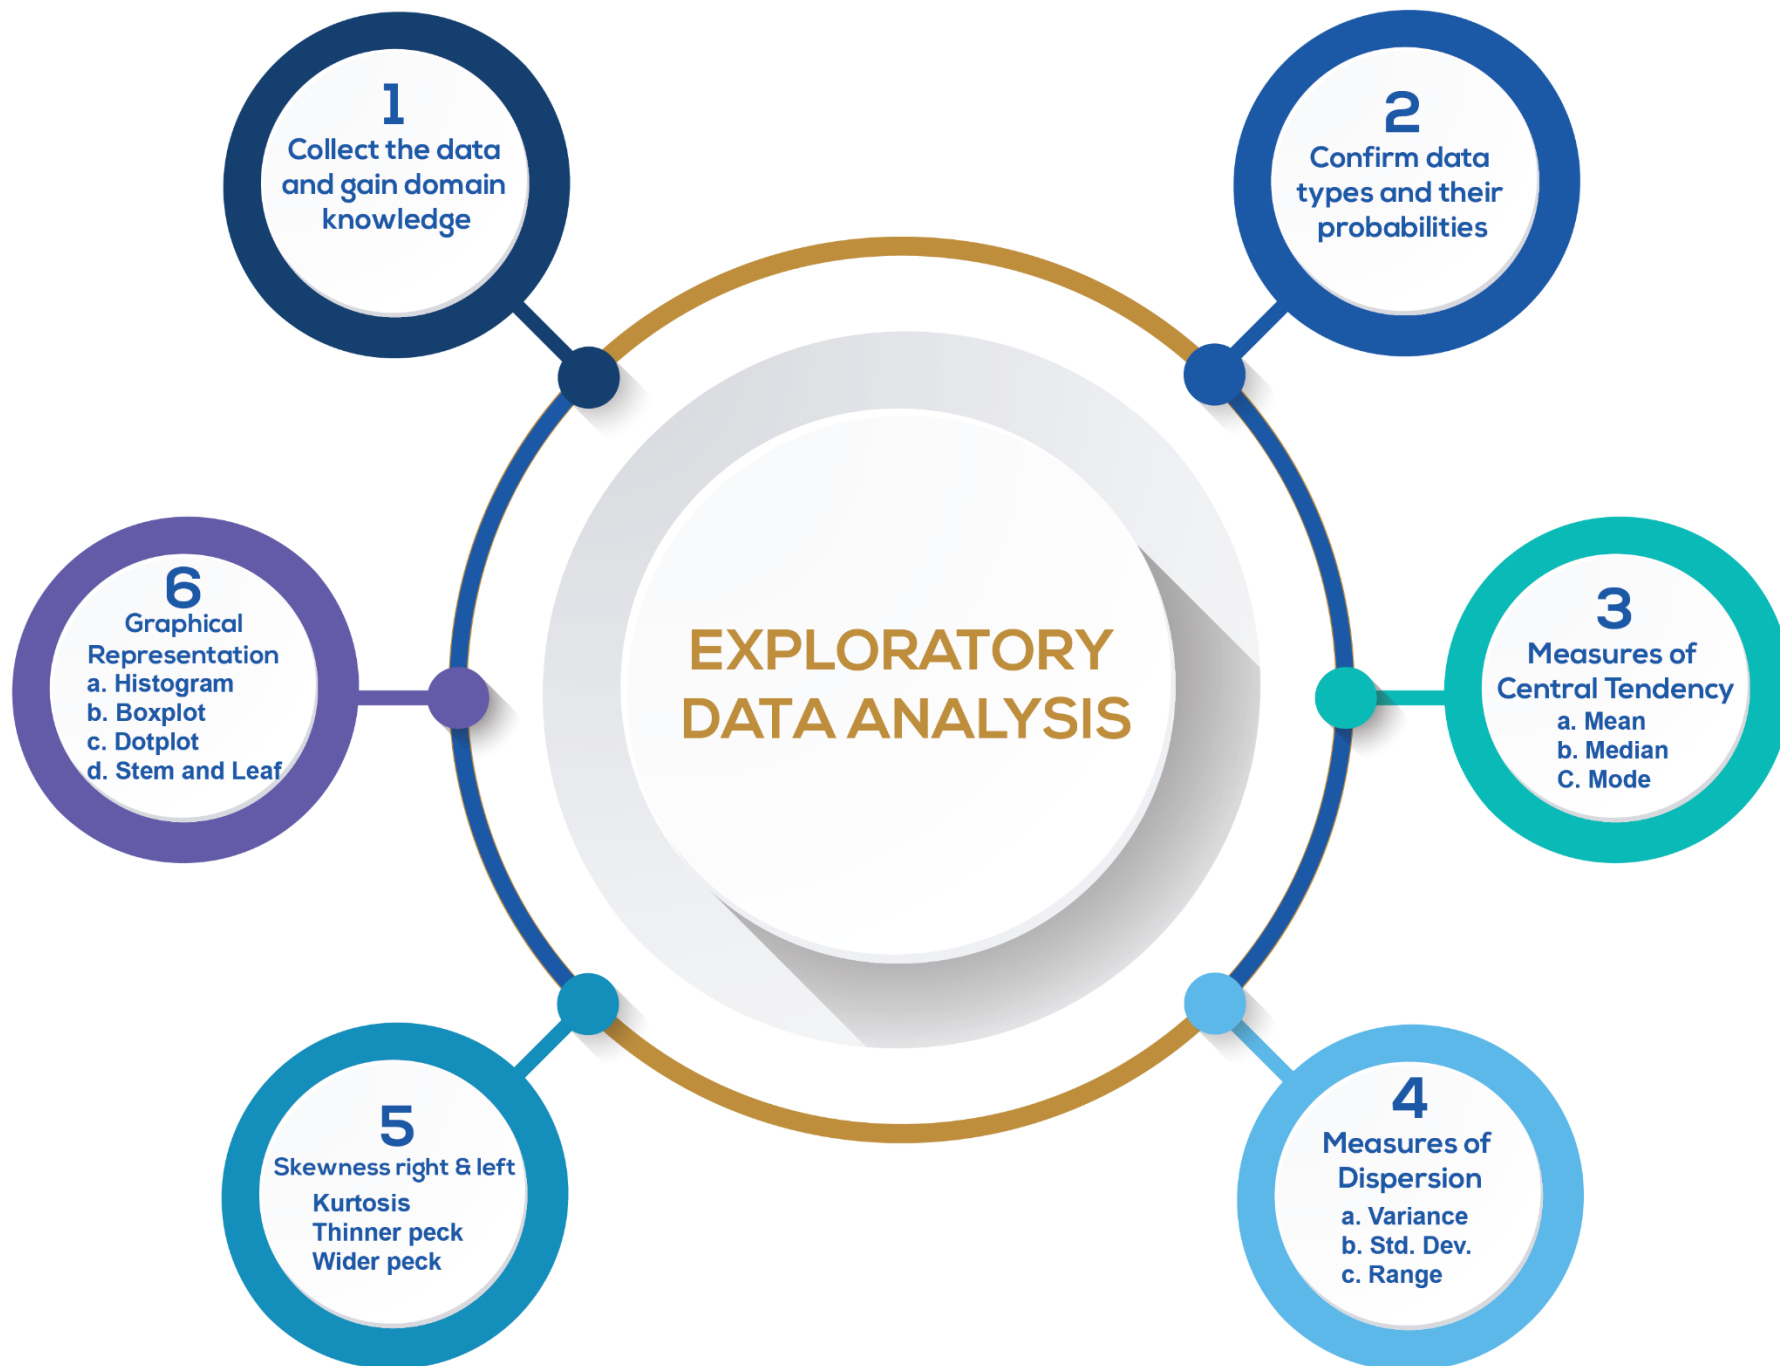 1
Collect the data
and gain domain
knowledge
2
Confirm data
types and their
probabilities
EXPLORATORY
DATA ANALYSIS
3
Measures of
Central Tendency
a. Mean
b. Median
C. Mode
4
Measures of
Dispersion
a. Variance
b. Std. Dev.
c. Range
5
Skewness right & left
Kurtosis
Thinner peck
Wider peck
6
Graphical
Representation
a. Histogram
b. Boxplot
c. Dotplot
d. Stem and Leaf